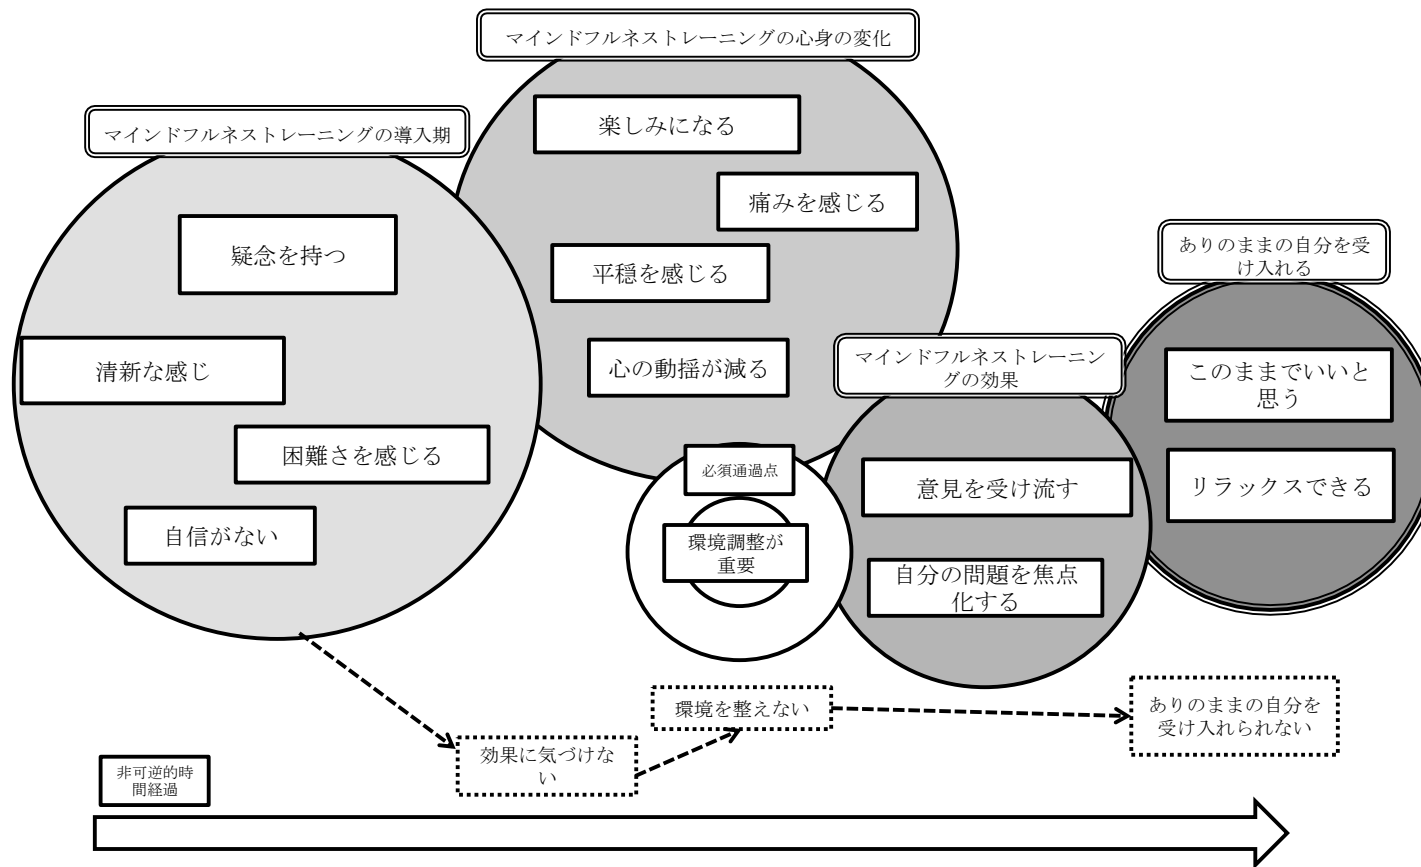 マインドフルネストレーニングの心身の変化
マインドフルネストレーニングの導入期
楽しみになる
痛みを感じる
疑念を持つ
平穏を感じる
ありのままの自分を受
け入れる
清新な感じ
心の動揺が減る
マインドフルネストレーニン
グの効果
このままでいいと
思う
困難さを感じる
必須通過点
意見を受け流す
リラックスできる
自信がない
環境調整が
重要
自分の問題を焦点
化する
環境を整えない
ありのままの自分を
受け入れられない
効果に気づけな
い
非可逆的時
間経過